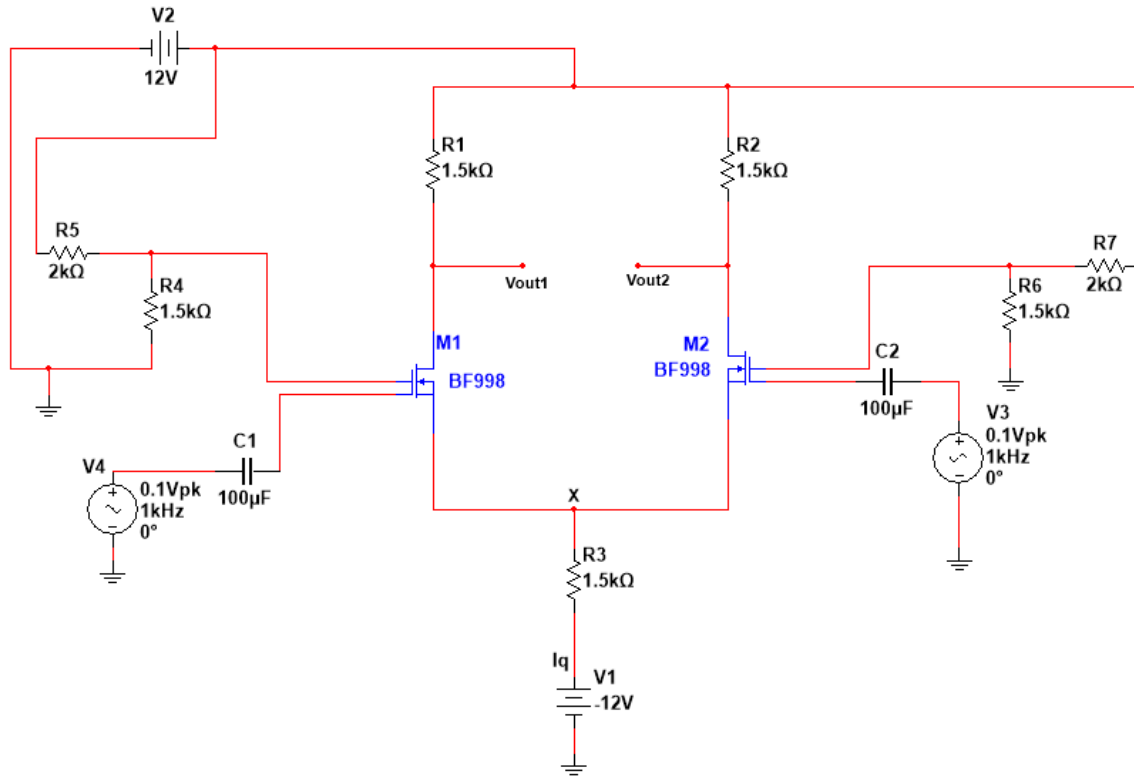 V2
12V
R1
1.5kΩ
R2
1.5kΩ
R5
2kΩ
R4
1.5kΩ
Vout1
Vout2
R7
2kΩ
R6
1.5kΩ
M1
BF998
M2
BF998
C2
100µF
C1
100µF
V4
0.1Vpk
1kHz
0°
V3
0.1Vpk
1kHz
0°
X
R3
1.5kΩ
Iq
V1
-12V